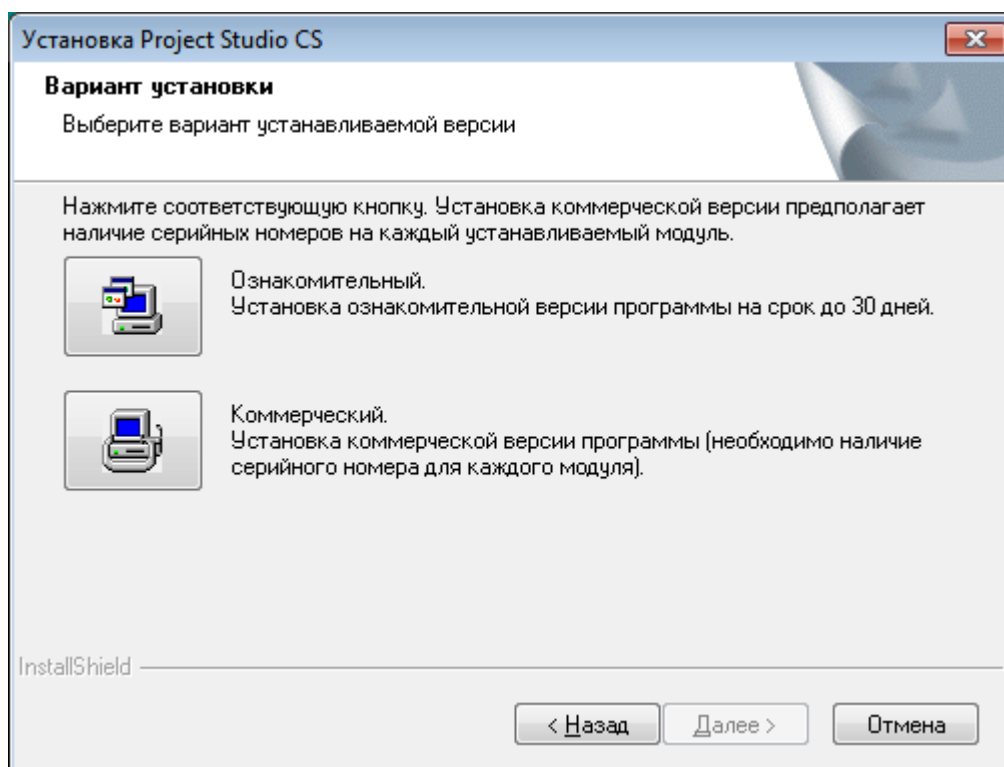 Установка Project Studio CS
Вариант установки
Выберите вариант устанавливаемой версии
Нажмите соответствующую кнопку. Установка коммерческой версии предполагает
наличие серийных номеров на каждый устанавливаемый модуль.
Ознакомительный.
Установка ознакомительной версии программы на срок до 30 дней.
Коммерческий.
Установка коммерческой версии программы (необходимо наличие
серийного номера для каждого модуля).
InstallShield
< Назад
Далее >
Отмена